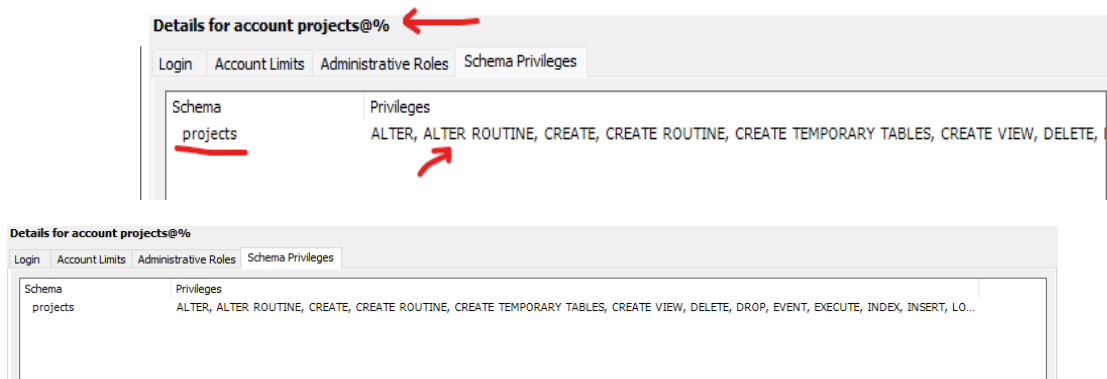 Details for account projects@%
Login Account Limits Administrative Roles Schema Privileges
Schema Privileges
projects ALTER, ALTER ROUTINE, CREATE, CREATE ROUTINE, CREATE TEMPORARY TABLES, CREATE VIEW, DELETE,
Details for account projects@%
Login Account Limits Administrative Roles Schema Privileges
Schema Privileges
projects ALTER, ALTER ROUTINE, CREATE, CREATE ROUTINE, CREATE TEMPORARY TABLES, CREATE VIEW, DELETE, DROP, EVENT, EXECUTE, INDEX, INSERT, LO...